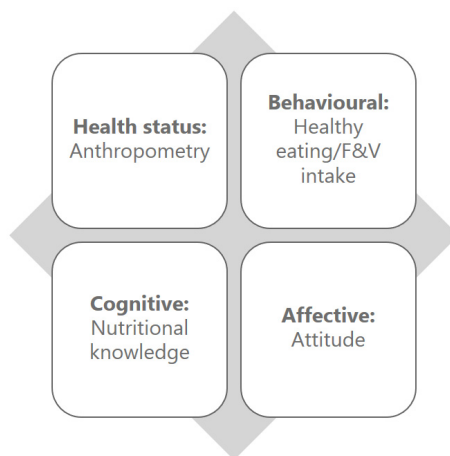 Health status:
Anthropometry
Behavioural:
Healthy
eating/F&V
intake
Cognitive:
Nutritional
knowledge
Affective:
Attitude